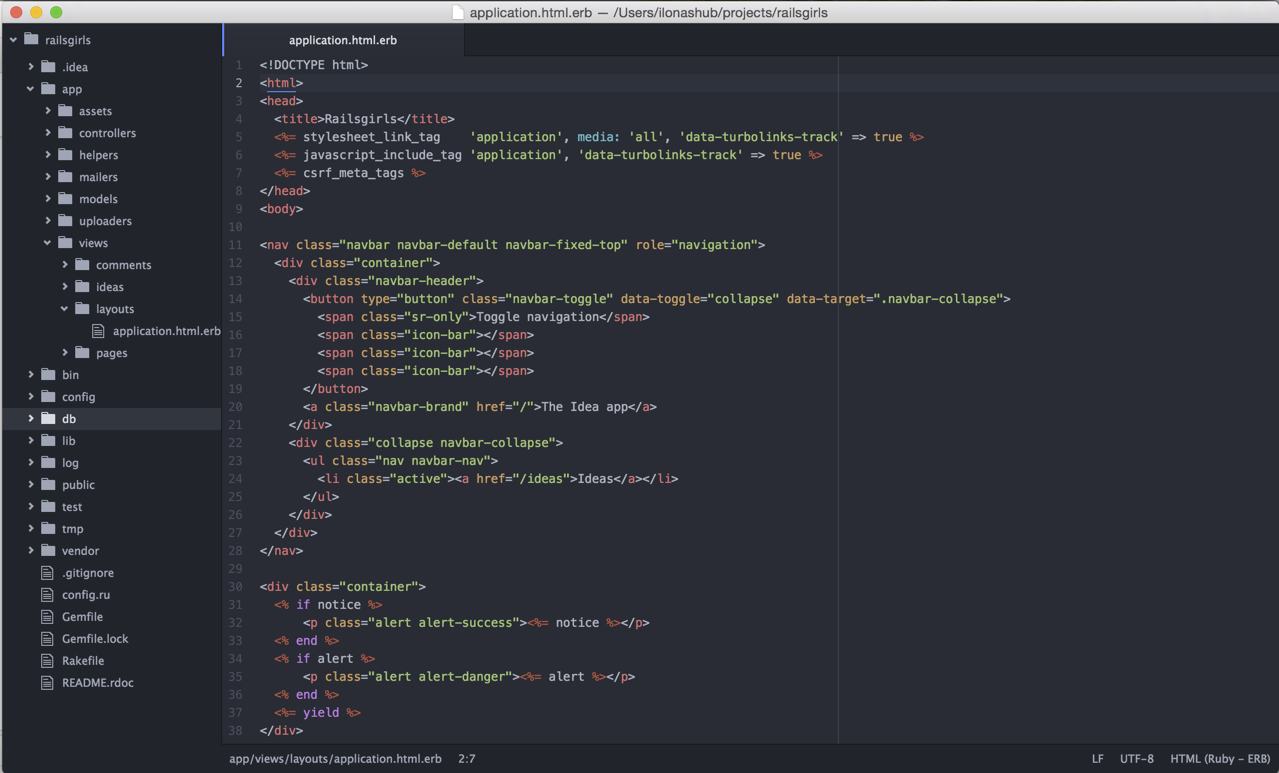 application.html.erb — /Users/ilonashub/projects/railsgirls
railsgirls
.idea
app
assets
controllers
helpers
mailers
models
uploaders
views
comments
ideas
layouts
application.html.erb
pages
bin
config
db
lib
log
public
test
tmp
vendor
.gitignore
config.ru
Gemfile
Gemfile.lock
Rakefile
README.rdoc
application.html.erb
1 <!DOCTYPE html>
2 <html>
3 <head>
4   <title>Railsgirls</title>
5   <%= stylesheet_link_tag    'application', media: 'all', 'data-turbolinks-track' => true %>
6   <%= javascript_include_tag 'application', 'data-turbolinks-track' => true %>
7   <%= csrf_meta_tags %>
8 </head>
9 <body>
10
11 <nav class="navbar navbar-default navbar-fixed-top" role="navigation">
12   <div class="container">
13     <div class="navbar-header">
14       <button type="button" class="navbar-toggle" data-toggle="collapse" data-target=".navbar-collapse">
15         <span class="sr-only">Toggle navigation</span>
16         <span class="icon-bar"></span>
17         <span class="icon-bar"></span>
18         <span class="icon-bar"></span>
19       </button>
20       <a class="navbar-brand" href="/">The Idea app</a>
21     </div>
22     <div class="collapse navbar-collapse">
23       <ul class="nav navbar-nav">
24         <li class="active"><a href="/ideas">Ideas</a></li>
25       </ul>
26     </div>
27   </div>
28 </nav>
29
30 <div class="container">
31   <% if notice %>
32       <p class="alert alert-success"><%= notice %></p>
33   <% end %>
34   <% if alert %>
35       <p class="alert alert-danger"><%= alert %></p>
36   <% end %>
37   <%= yield %>
38 </div>
app/views/layouts/application.html.erb 2:7 LF UTF-8 HTML (Ruby - ERB)